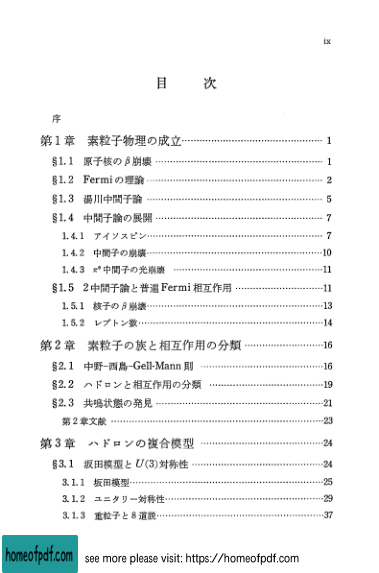 ix
目 次
序
第1章 素粒子物理の成立 1
§1.1 原子核のβ崩壊 1
§1.2 Fermiの理論 2
§1.3 湯川中間子論 5
§1.4 中間子論の展開 7
1.4.1 アイソスピン 7
1.4.2 中間子の崩壊 10
1.4.3 π⁰中間子の光崩壊 11
§1.5 2中間子論と普遍Fermi相互作用 11
1.5.1 核子のβ崩壊 13
1.5.2 レプトン数 14
第2章 素粒子の族と相互作用の分類 16
§2.1 中野-西島-Gell-Mann則 16
§2.2 ハドロンと相互作用の分類 19
§2.3 共鳴状態の発見 21
第2章文献 23
第3章 ハドロンの複合模型 24
§3.1 坂田模型とU(3)対称性 24
3.1.1 坂田模型 25
3.1.2 ユニタリー対称性 29
3.1.3 重粒子と8道説 37
homeofpdf.com see more please visit: https://homeofpdf.com